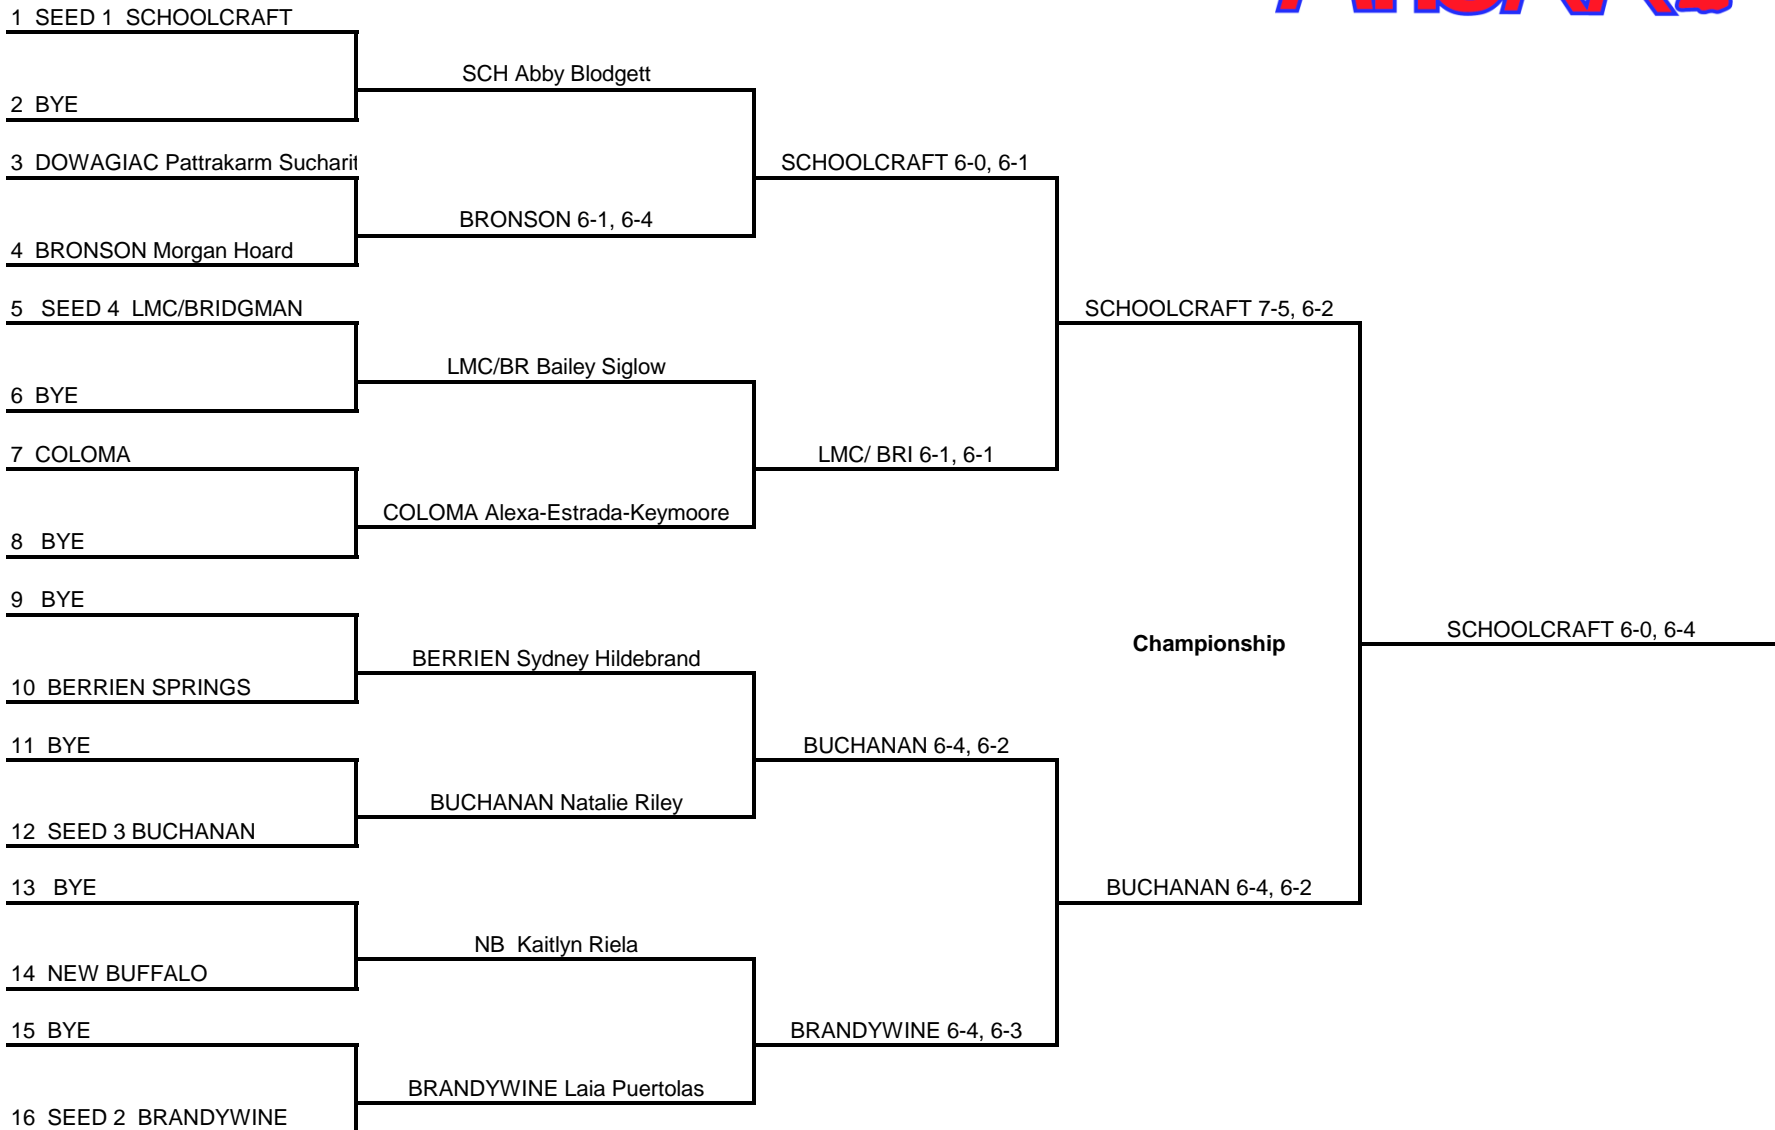 1 SEED 1 SCHOOLCRAFT
SCH Abby Blodgett
2 BYE
3 DOWAGIAC Pattrakarm Sucharit
SCHOOLCRAFT 6-0, 6-1
BRONSON 6-1, 6-4
4 BRONSON Morgan Hoard
5 SEED 4 LMC/BRIDGMAN
SCHOOLCRAFT 7-5, 6-2
LMC/BR Bailey Siglow
6 BYE
7 COLOMA
LMC/ BRI 6-1, 6-1
COLOMA Alexa-Estrada-Keymoore
8 BYE
9 BYE
SCHOOLCRAFT 6-0, 6-4
Championship
BERRIEN Sydney Hildebrand
10 BERRIEN SPRINGS
11 BYE
BUCHANAN 6-4, 6-2
BUCHANAN Natalie Riley
12 SEED 3 BUCHANAN
13 BYE
BUCHANAN 6-4, 6-2
NB Kaitlyn Riela
14 NEW BUFFALO
15 BYE
BRANDYWINE 6-4, 6-3
BRANDYWINE Laia Puertolas
16 SEED 2 BRANDYWINE